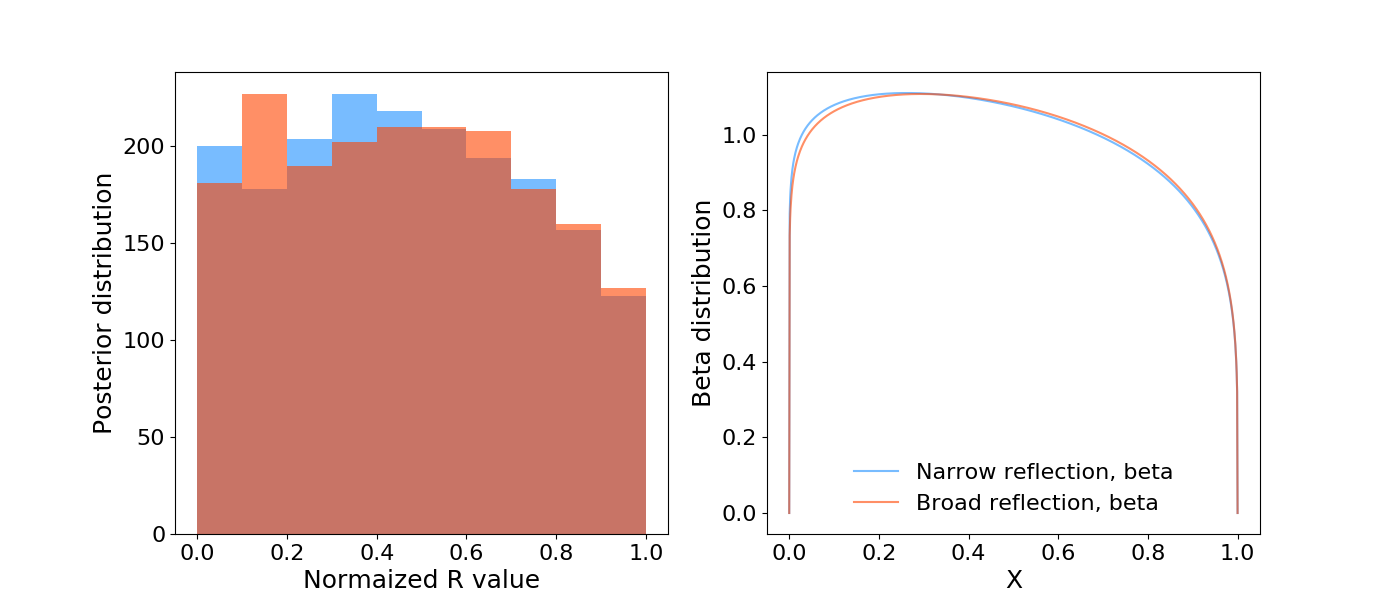 Posterior distribution
200
150
100
50
0
0.0 0.2 0.4 0.6 0.8 1.0
Normaized R value
Beta distribution
1.0
0.8
0.6
0.4
0.2
0.0
Narrow reflection, beta
Broad reflection, beta
0.0 0.2 0.4 0.6 0.8 1.0
X